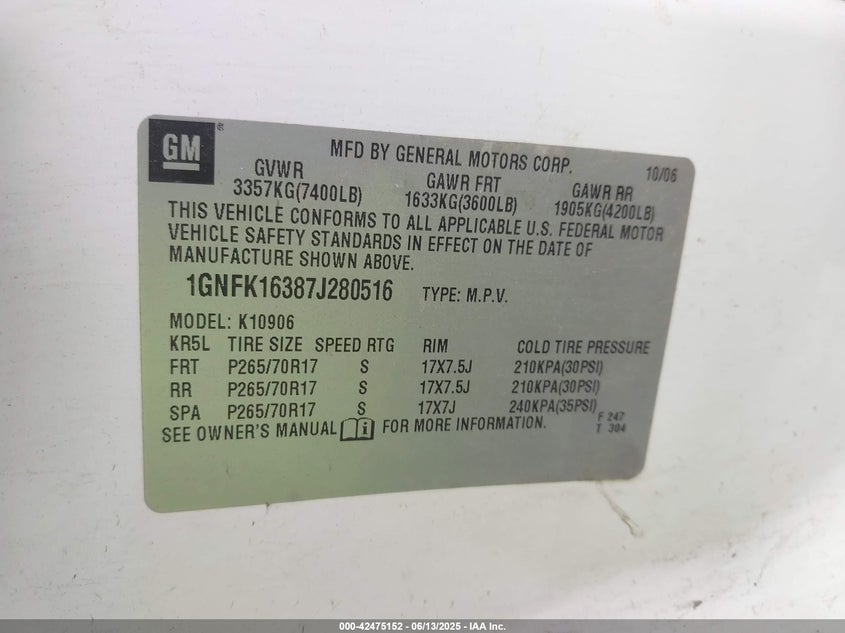 GM
MFD BY GENERAL MOTORS CORP. 10/06
GVWR GAWR FRT GAWR RR
3357KG(7400LB) 1633KG(3600LB) 1905KG(4200LB)
THIS VEHICLE CONFORMS TO ALL APPLICABLE U.S. FEDERAL MOTOR
VEHICLE SAFETY STANDARDS IN EFFECT ON THE DATE OF
MANUFACTURE SHOWN ABOVE.
1GNFK16387J280516 TYPE: M.P.V.
MODEL: K10906
KR5L TIRE SIZE SPEED RTG RIM COLD TIRE PRESSURE
FRT P265/70R17 S 17X7.5J 210KPA(30PSI)
RR P265/70R17 S 17X7.5J 210KPA(30PSI)
SPA P265/70R17 S 17X7J 240KPA(35PSI)
SEE OWNER'S MANUAL FOR MORE INFORMATION.
F 247
T 304
000-42475152 - 06/13/2025 - IAA Inc.